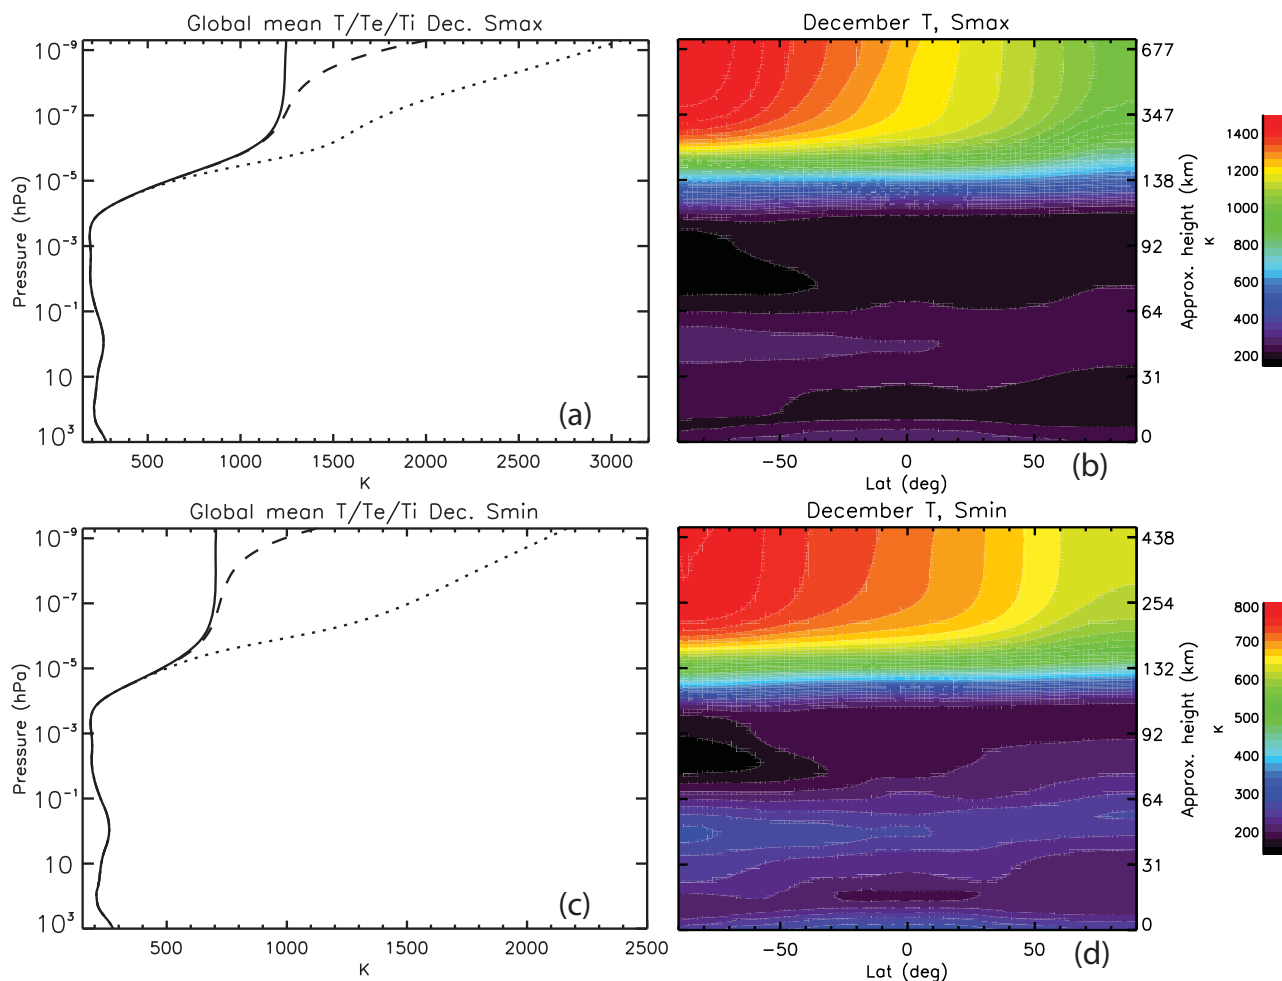 Global mean T/Te/Ti Dec. Smax
10⁻⁹
10⁻⁷
10⁻⁵
10⁻³
10⁻¹
10
10³
Pressure (hPa)
(a)
500 1000 1500 2000 2500 3000
K
December T, Smax
677
347
138
92
64
31
0
Approx. height (km)
−50 0 50
Lat (deg)
(b)
K
1400
1200
1000
800
600
400
200
Global mean T/Te/Ti Dec. Smin
10⁻⁹
10⁻⁷
10⁻⁵
10⁻³
10⁻¹
10
10³
Pressure (hPa)
(c)
500 1000 1500 2000 2500
K
December T, Smin
438
254
132
92
64
31
0
Approx. height (km)
−50 0 50
Lat (deg)
(d)
K
800
700
600
500
400
300
200